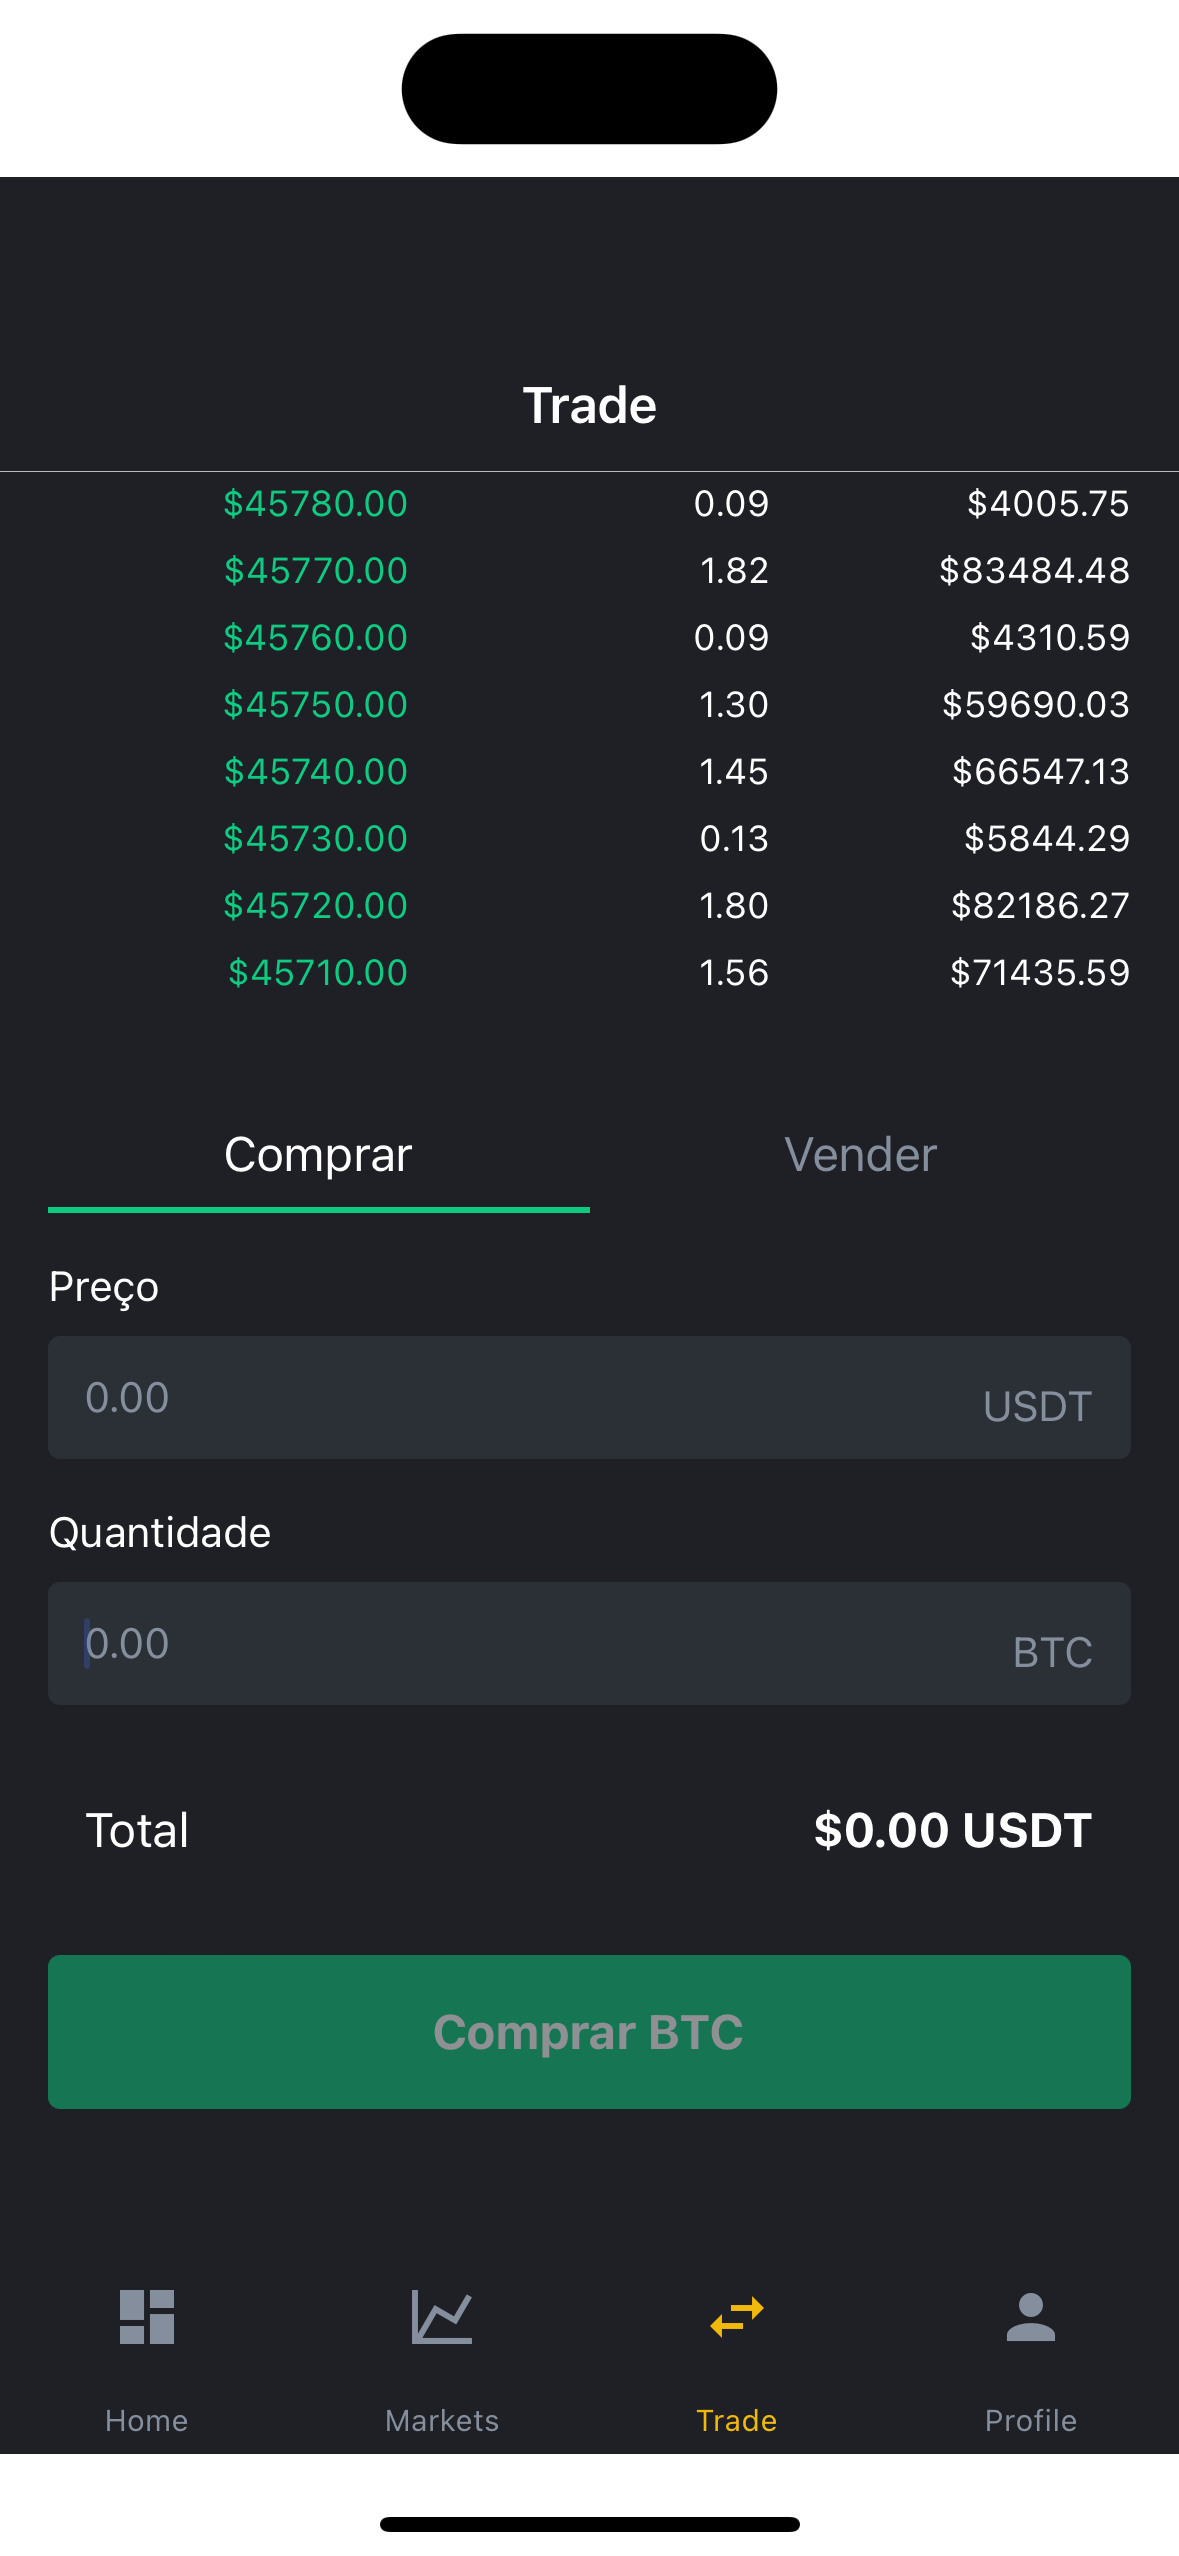 Trade
$45780.00 0.09 $4005.75
$45770.00 1.82 $83484.48
$45760.00 0.09 $4310.59
$45750.00 1.30 $59690.03
$45740.00 1.45 $66547.13
$45730.00 0.13 $5844.29
$45720.00 1.80 $82186.27
$45710.00 1.56 $71435.59
Comprar Vender
Preço
0.00 USDT
Quantidade
0.00 BTC
Total $0.00 USDT
Comprar BTC
Home Markets Trade Profile